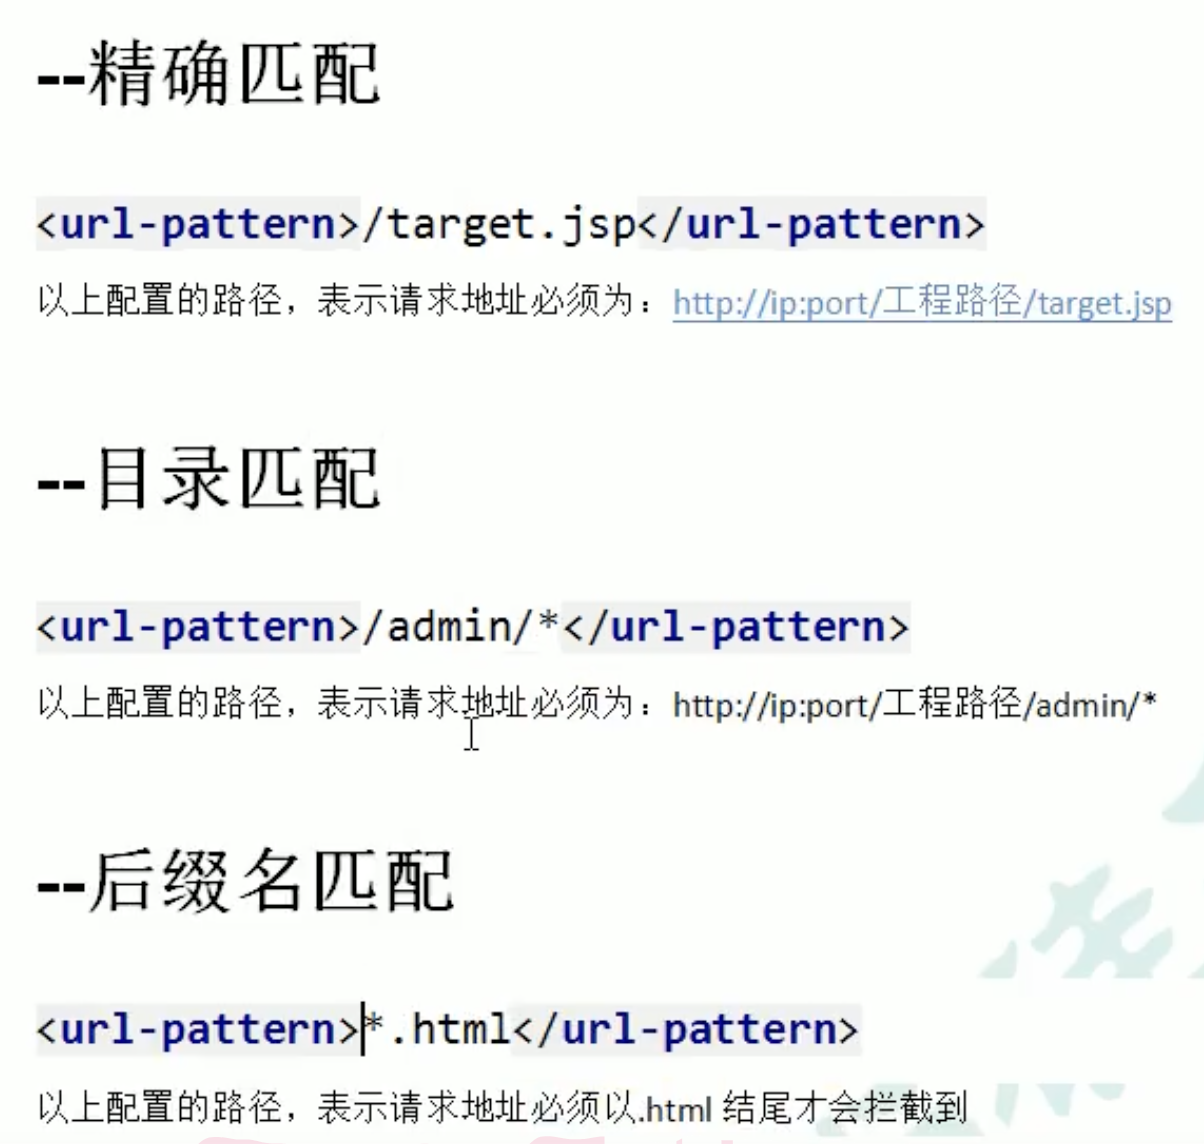 --精确匹配
<url-pattern>/target.jsp</url-pattern>
以上配置的路径，表示请求地址必须为：http://ip:port/工程路径/target.jsp
--目录匹配
<url-pattern>/admin/*</url-pattern>
以上配置的路径，表示请求地址必须为：http://ip:port/工程路径/admin/*
--后缀名匹配
<url-pattern>*.html</url-pattern>
以上配置的路径，表示请求地址必须以.html 结尾才会拦截到